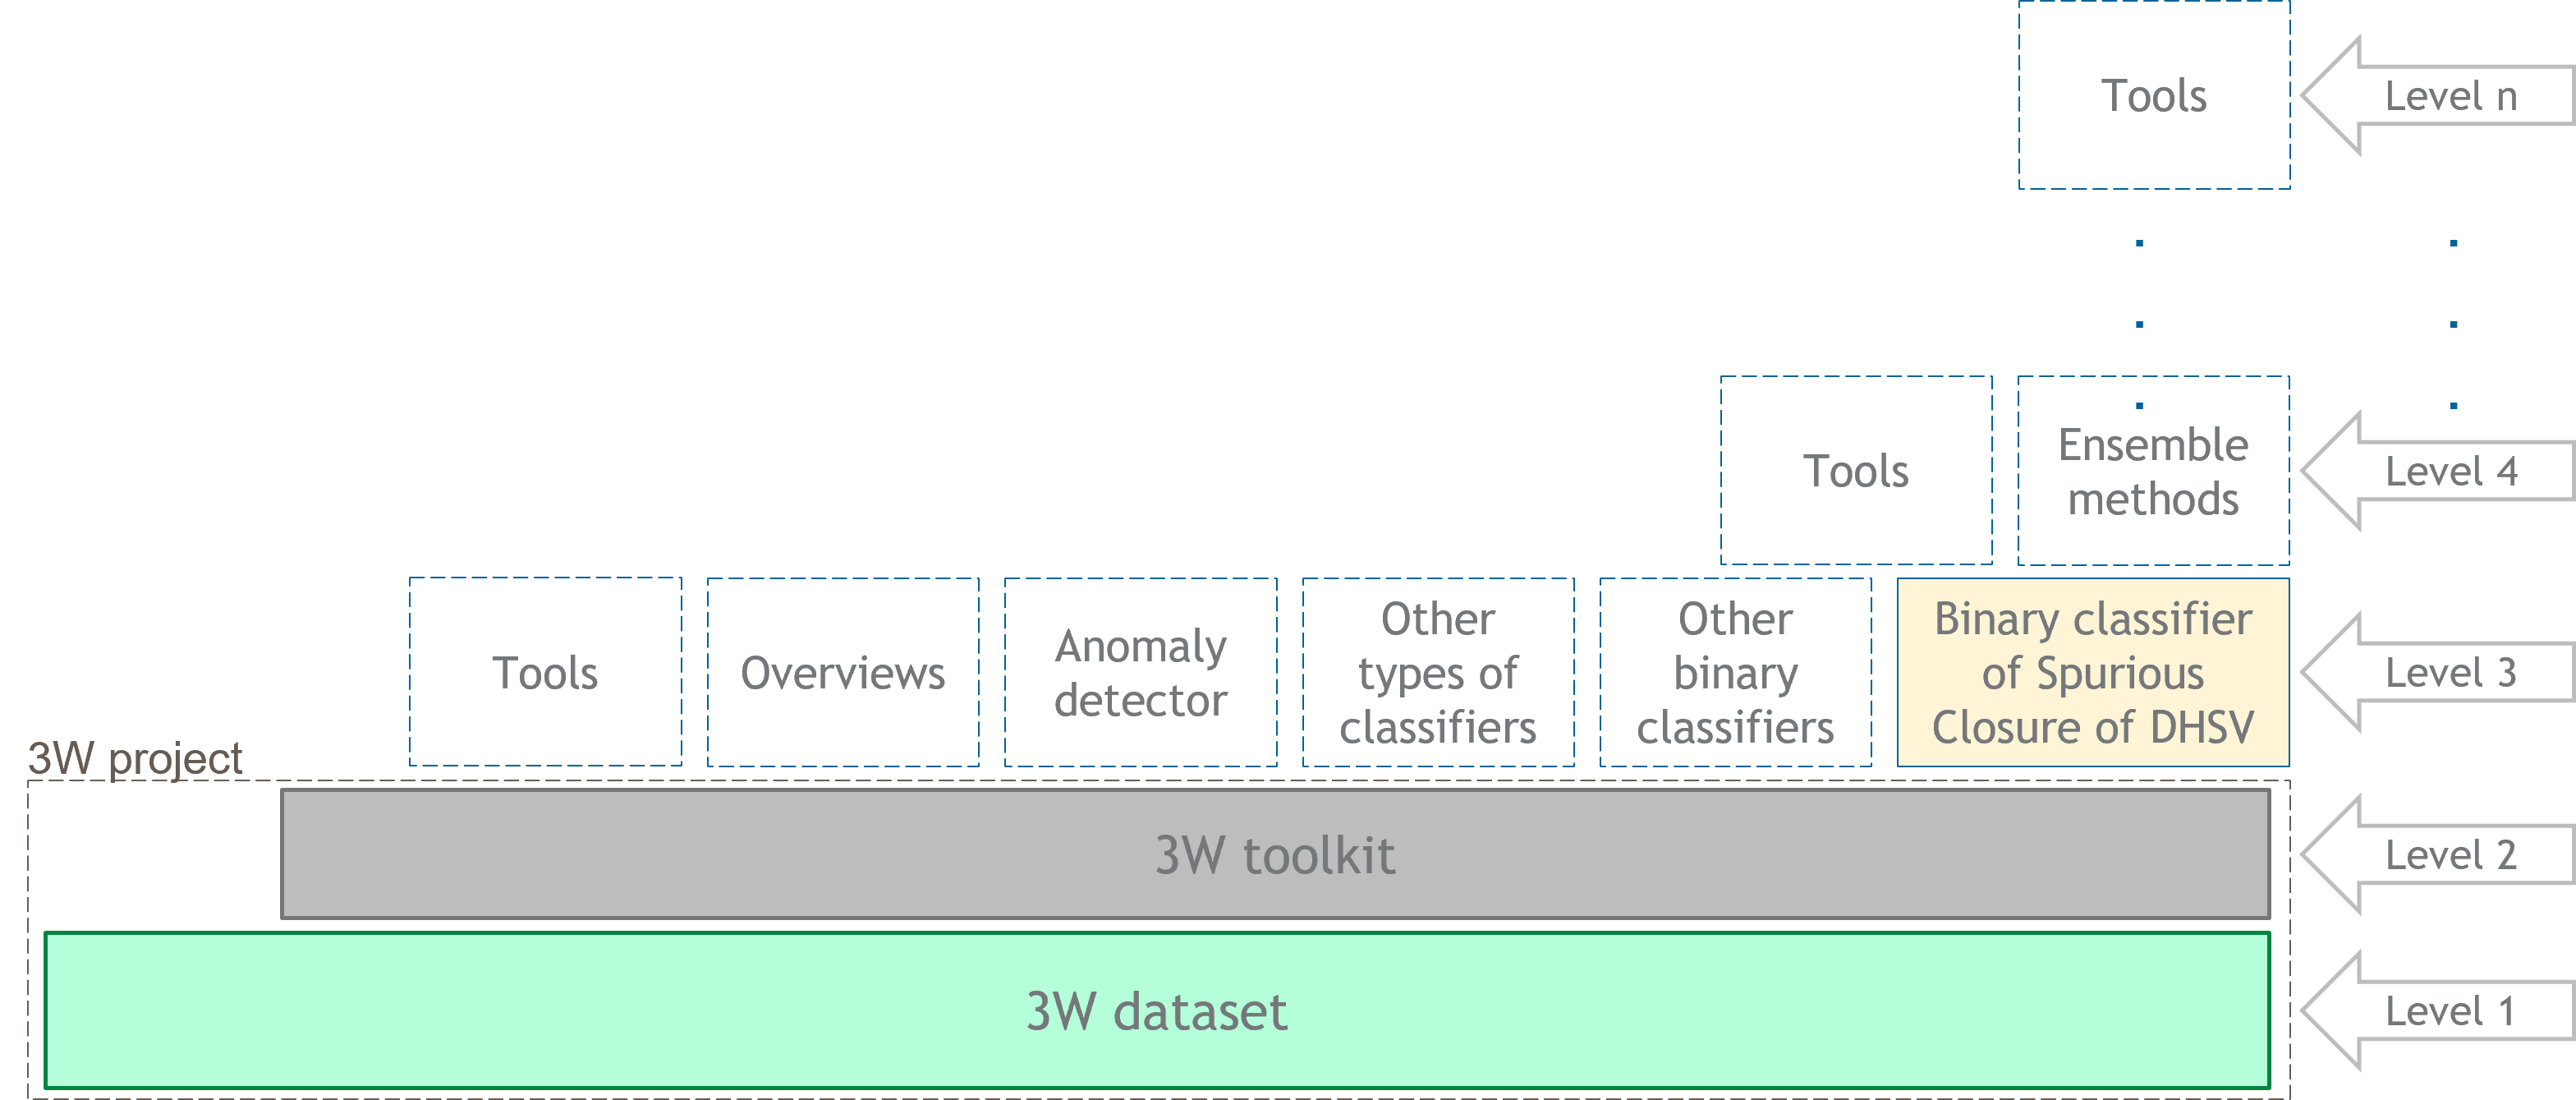 Tools
Level n
Tools
Ensemble
methods
Level 4
Tools
Overviews
Anomaly
detector
Other
types of
classifiers
Other
binary
classifiers
Binary classifier
of Spurious
Closure of DHSV
Level 3
3W project
3W toolkit
Level 2
3W dataset
Level 1